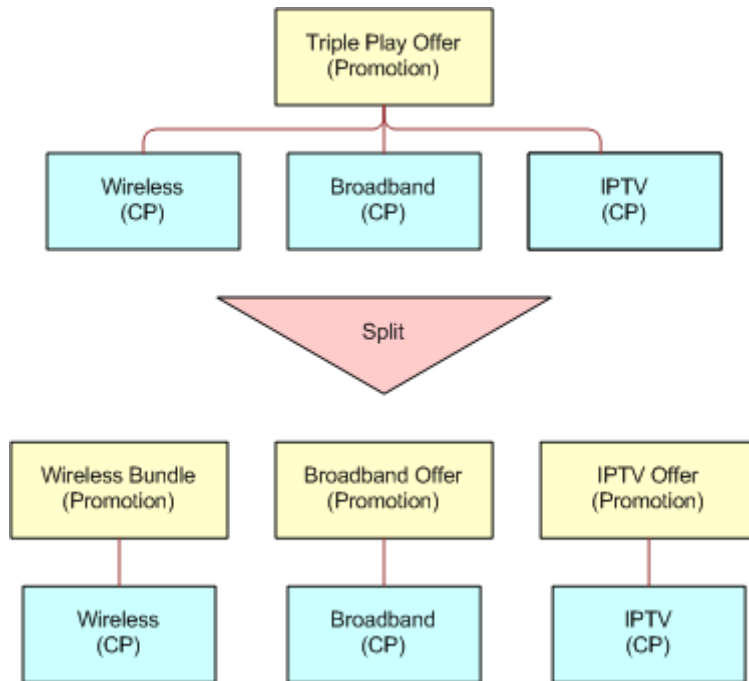 Triple Play Offer
(Promotion)
Wireless
(CP)
Broadband
(CP)
IPTV
(CP)
Split
Wireless Bundle
(Promotion)
Broadband Offer
(Promotion)
IPTV Offer
(Promotion)
Wireless
(CP)
Broadband
(CP)
IPTV
(CP)